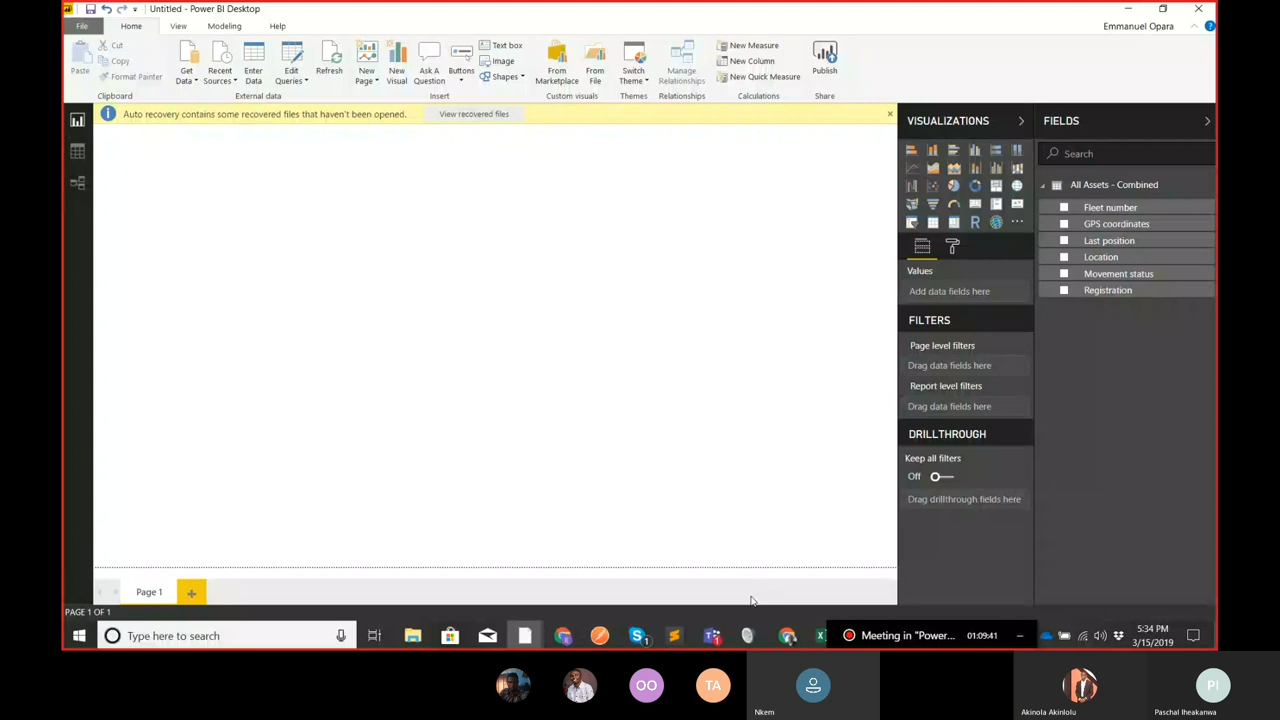 Untitled - Power BI Desktop
File
Home
View
Modeling
Help
Emmanuel Opara
Paste
Cut
Copy
Format Painter
Clipboard
Get
Data
Recent
Sources
Enter
Data
Edit
Queries
Refresh
External data
New
Page
New
Visual
Ask A
Question
Buttons
Text box
Image
Shapes
Insert
From
Marketplace
From
File
Custom visuals
Switch
Theme
Themes
Manage
Relationships
Relationships
New Measure
New Column
New Quick Measure
Calculations
Publish
Share
Auto recovery contains some recovered files that haven't been opened.
View recovered files
VISUALIZATIONS
R
Values
Add data fields here
FILTERS
Page level filters
Drag data fields here
Report level filters
Drag data fields here
DRILLTHROUGH
Keep all filters
Off
Drag drillthrough fields here
FIELDS
Search
All Assets - Combined
Fleet number
GPS coordinates
Last position
Location
Movement status
Registration
Page 1
PAGE 1 OF 1
Type here to search
Meeting in "Power...
01:09:41
5:34 PM
3/15/2019
OO
TA
Nkem
Akinola Akinlolu
PI
Paschal Iheakanwa